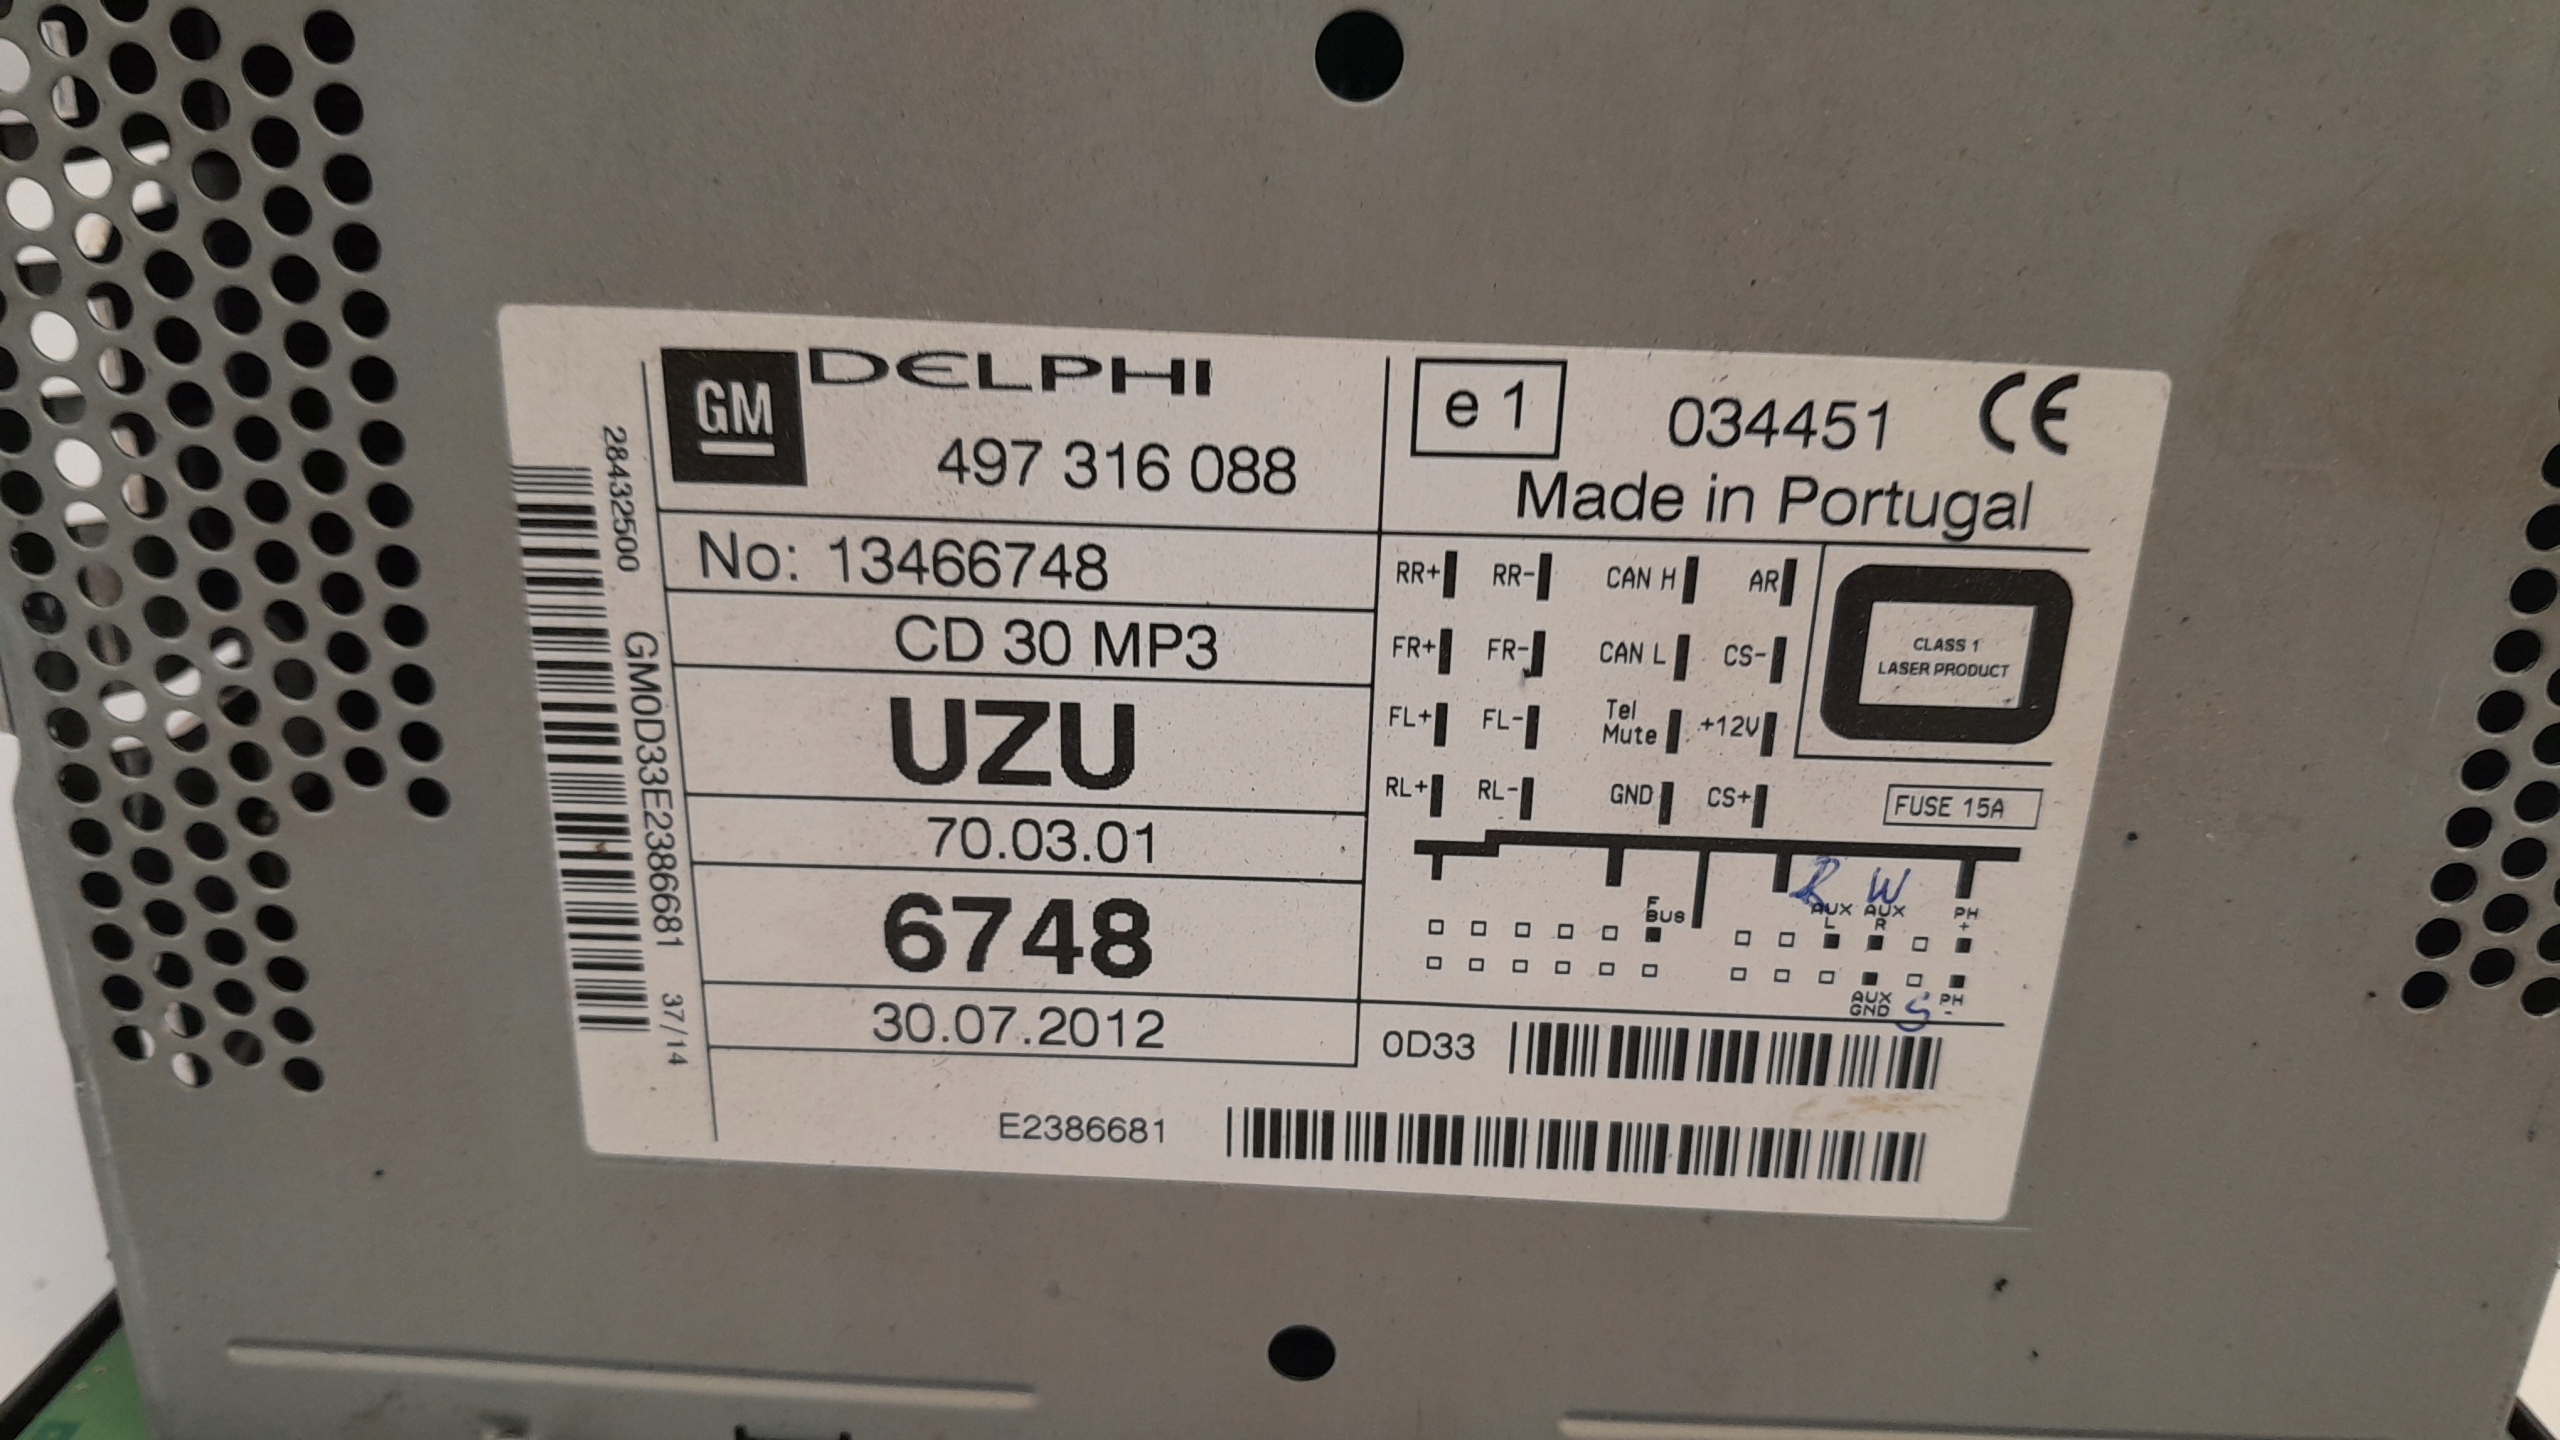 GM
DELPHI
497 316 088
No: 13466748
CD 30 MP3
UZU
70.03.01
6748
30.07.2012
28432500
GM0D33E2386681
37/14
e 1
034451 CE
Made in Portugal
RR+ RR- CAN H AR
FR+ FR- CAN L CS-
FL+ FL- Tel Mute +12V
RL+ RL- GND CS+
CLASS 1
LASER PRODUCT
FUSE 15A
R W
F BUS
AUX L
AUX R
PH +
AUX GND
S
PH -
0D33
E2386681